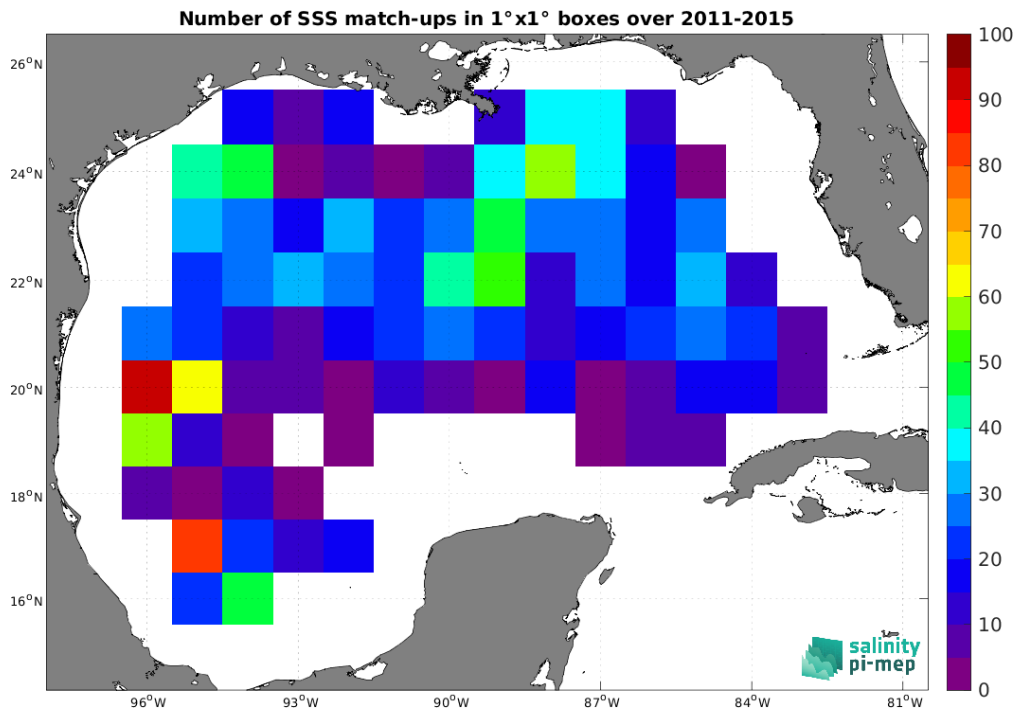 Number of SSS match-ups in 1°x1° boxes over 2011-2015
26°N
24°N
22°N
20°N
18°N
16°N
96°W
93°W
90°W
87°W
84°W
81°W
100
90
80
70
60
50
40
30
20
10
0
salinity
pi-mep